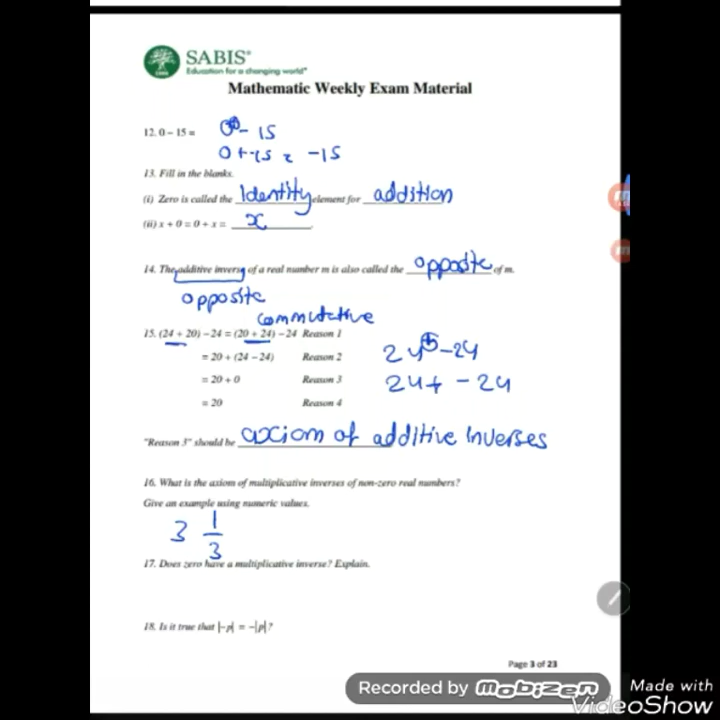 SABIS®
Education for a changing world®
Mathematic Weekly Exam Material
12. 0 – 15 = 0 - 15
0 + -15 = -15
13. Fill in the blanks.
(i) Zero is called the Identity element for addition
(ii) x + 0 = 0 + x = x
14. The additive inverse of a real number m is also called the opposite of m.
opposite
commutative
15. (24 + 20) – 24 = (20 + 24) – 24 Reason 1
= 20 + (24 – 24) Reason 2 24 - 24
= 20 + 0 Reason 3 24 + - 24
= 20 Reason 4
"Reason 3" should be axiom of additive inverses
16. What is the axiom of multiplicative inverses of non-zero real numbers?
Give an example using numeric values.
3 1/3
17. Does zero have a multiplicative inverse? Explain.
18. Is it true that |–p| = –|p|?
Page 3 of 23
Recorded by Mobizen
Made with
VideoShow